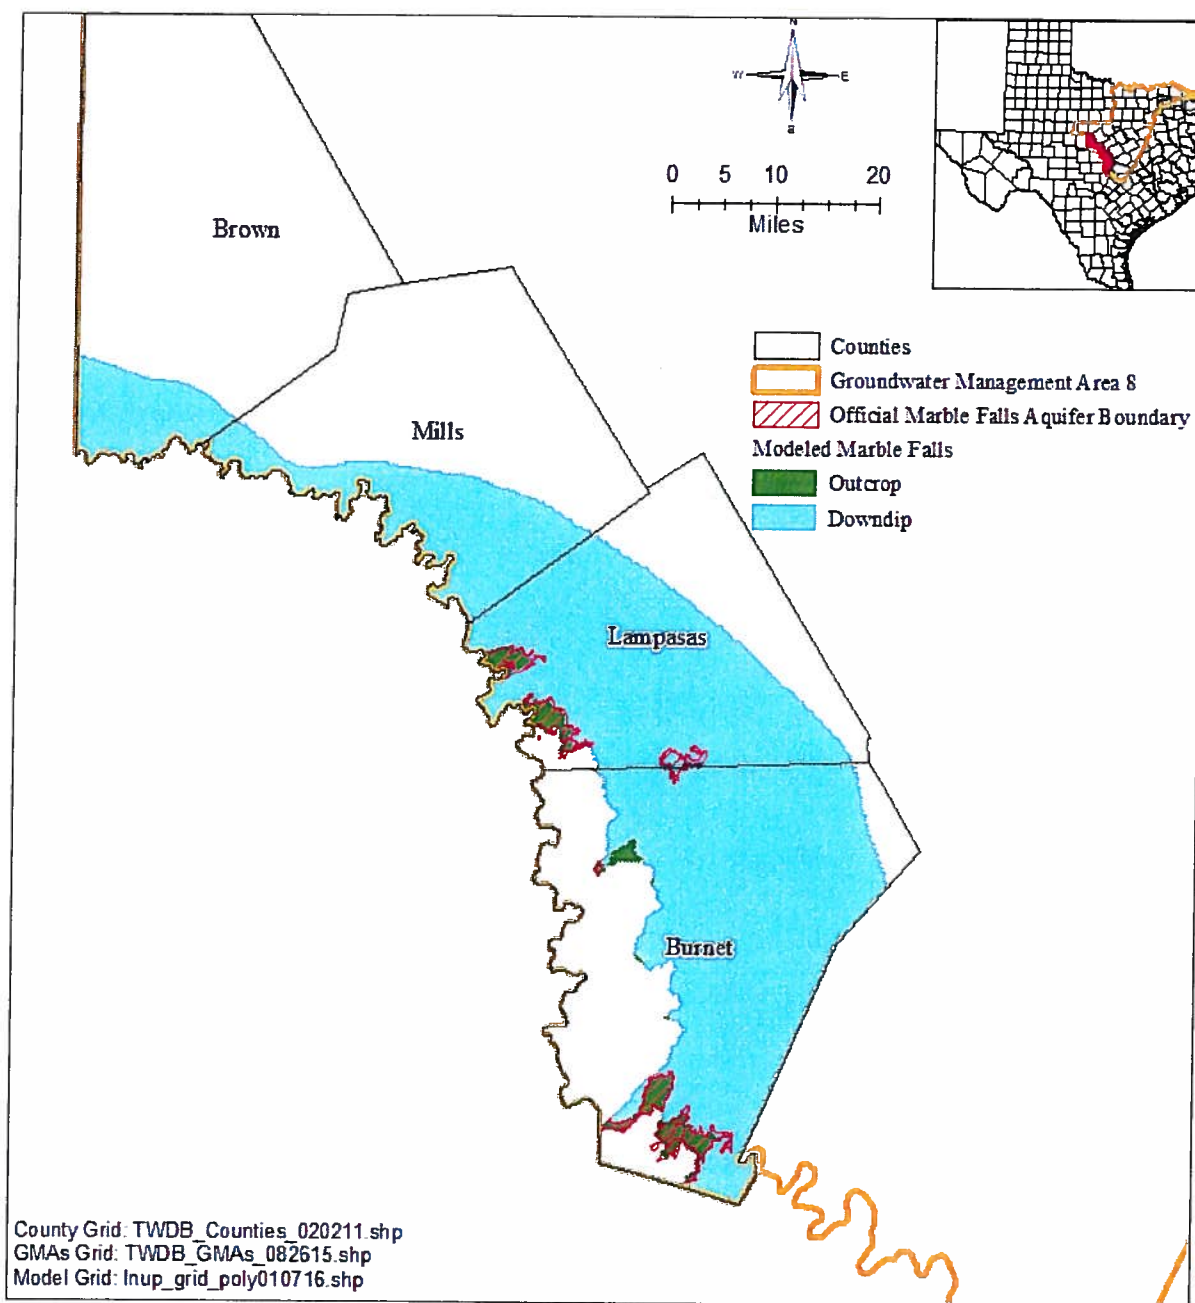 N
W E
s
0 5 10 20
Miles
Brown
Counties
Groundwater Management Area 8
Official Marble Falls Aquifer Boundary
Modeled Marble Falls
Outcrop
Downdip
Mills
Lampasas
Burnet
County Grid: TWDB_Counties_020211.shp
GMAs Grid: TWDB_GMAs_082615.shp
Model Grid: lnup_grid_poly010716.shp